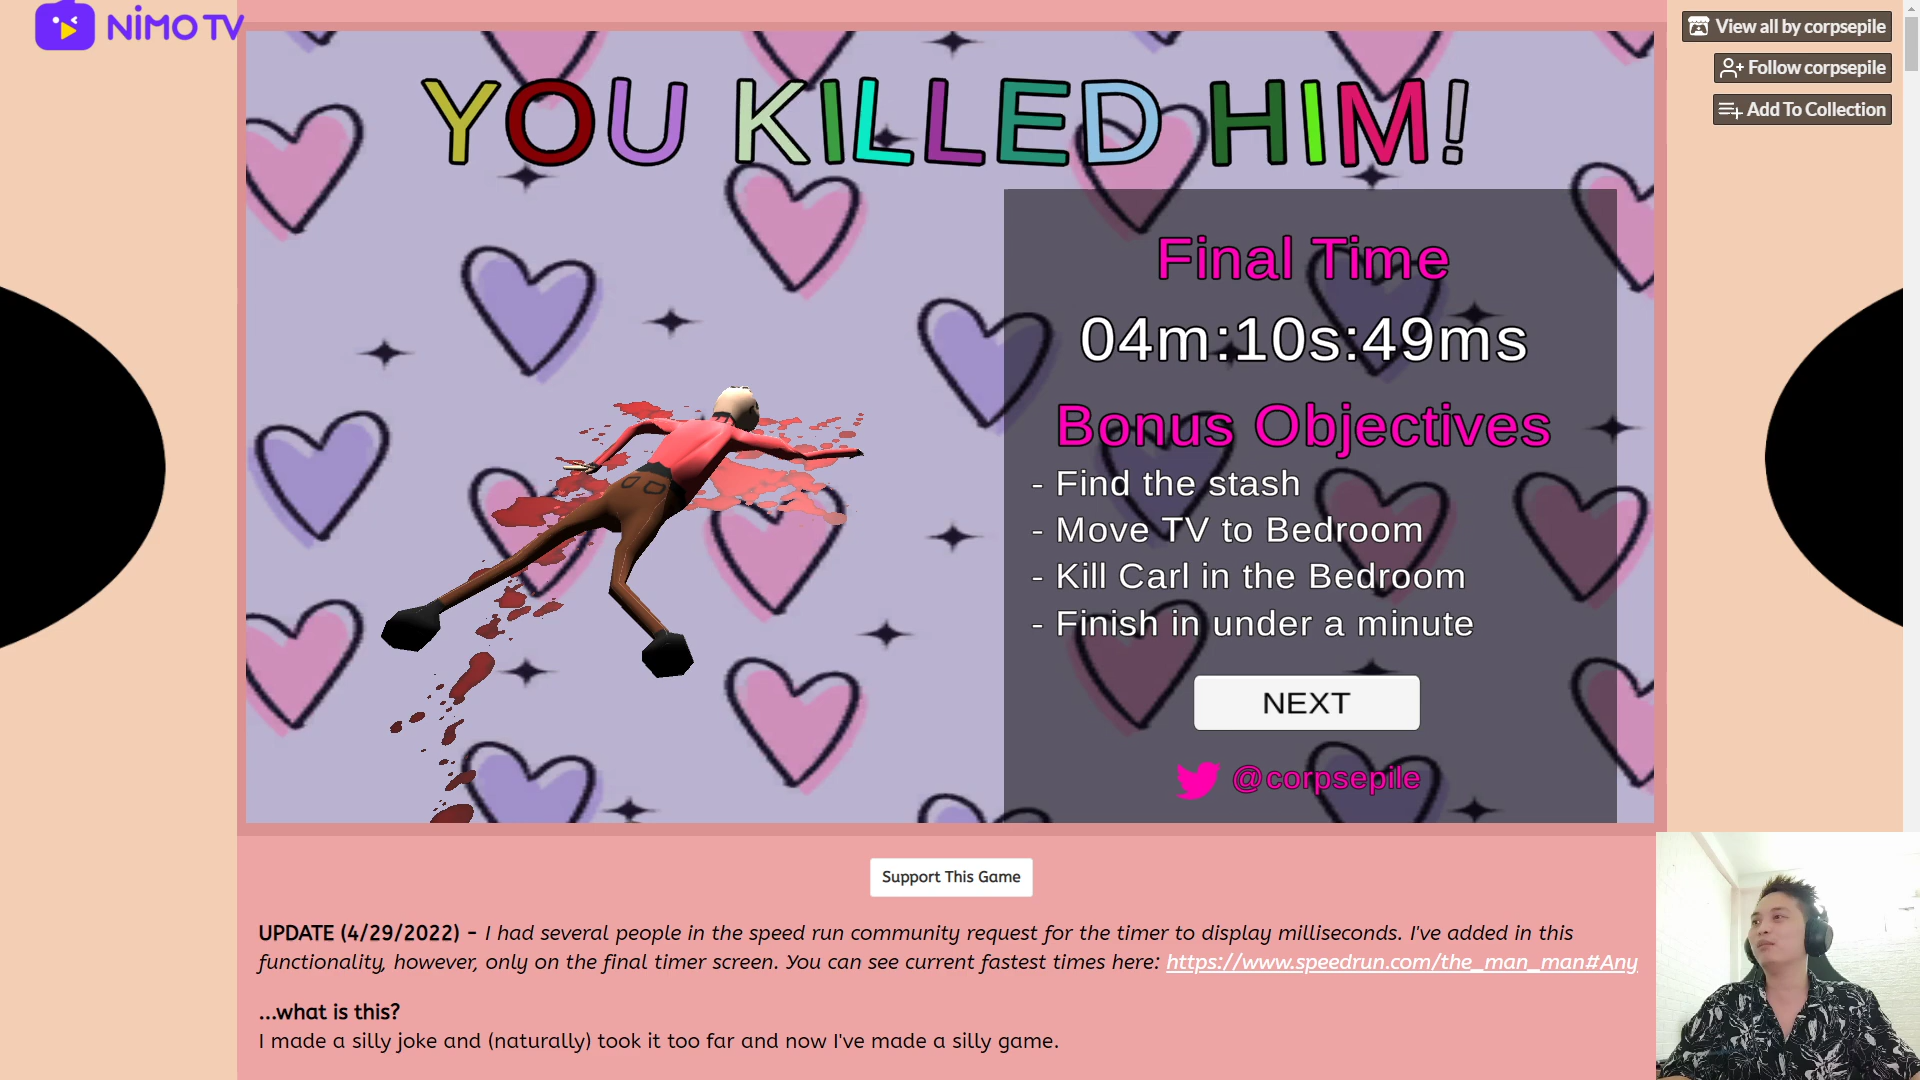 NIMO TV
View all by corpsepile
Follow corpsepile
Add To Collection
YOU KILLED HIM!
Final Time
04m:10s:49ms
Bonus Objectives
- Find the stash
- Move TV to Bedroom
- Kill Carl in the Bedroom
- Finish in under a minute
NEXT
@corpsepile
Support This Game
UPDATE (4/29/2022) - I had several people in the speed run community request for the timer to display milliseconds. I've added in this
functionality, however, only on the final timer screen. You can see current fastest times here: https://www.speedrun.com/the_man_man#Any
...what is this?
I made a silly joke and (naturally) took it too far and now I've made a silly game.